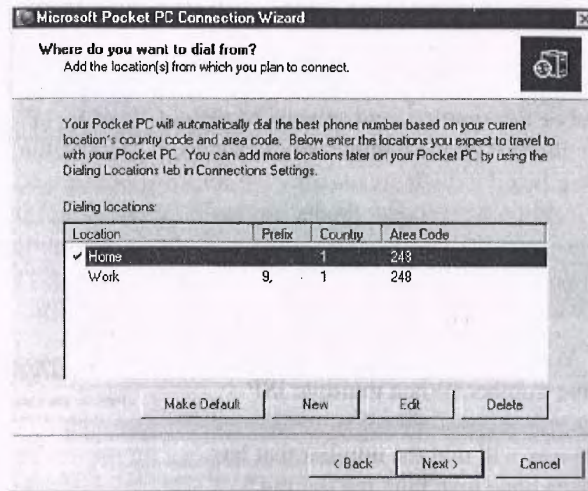 Microsoft Pocket PC Connection Wizard
Where do you want to dial from?
Add the location(s) from which you plan to connect.
Your Pocket PC will automatically dial the best phone number based on your current
location's country code and area code. Below enter the locations you expect to travel to
with your Pocket PC. You can add more locations later on your Pocket PC by using the
Dialing Locations tab in Connections Settings.
Dialing locations:
Location Prefix Country Area Code
✓ Home 1 248
Work 9, 1 248
Make Default New Edit Delete
< Back Next > Cancel